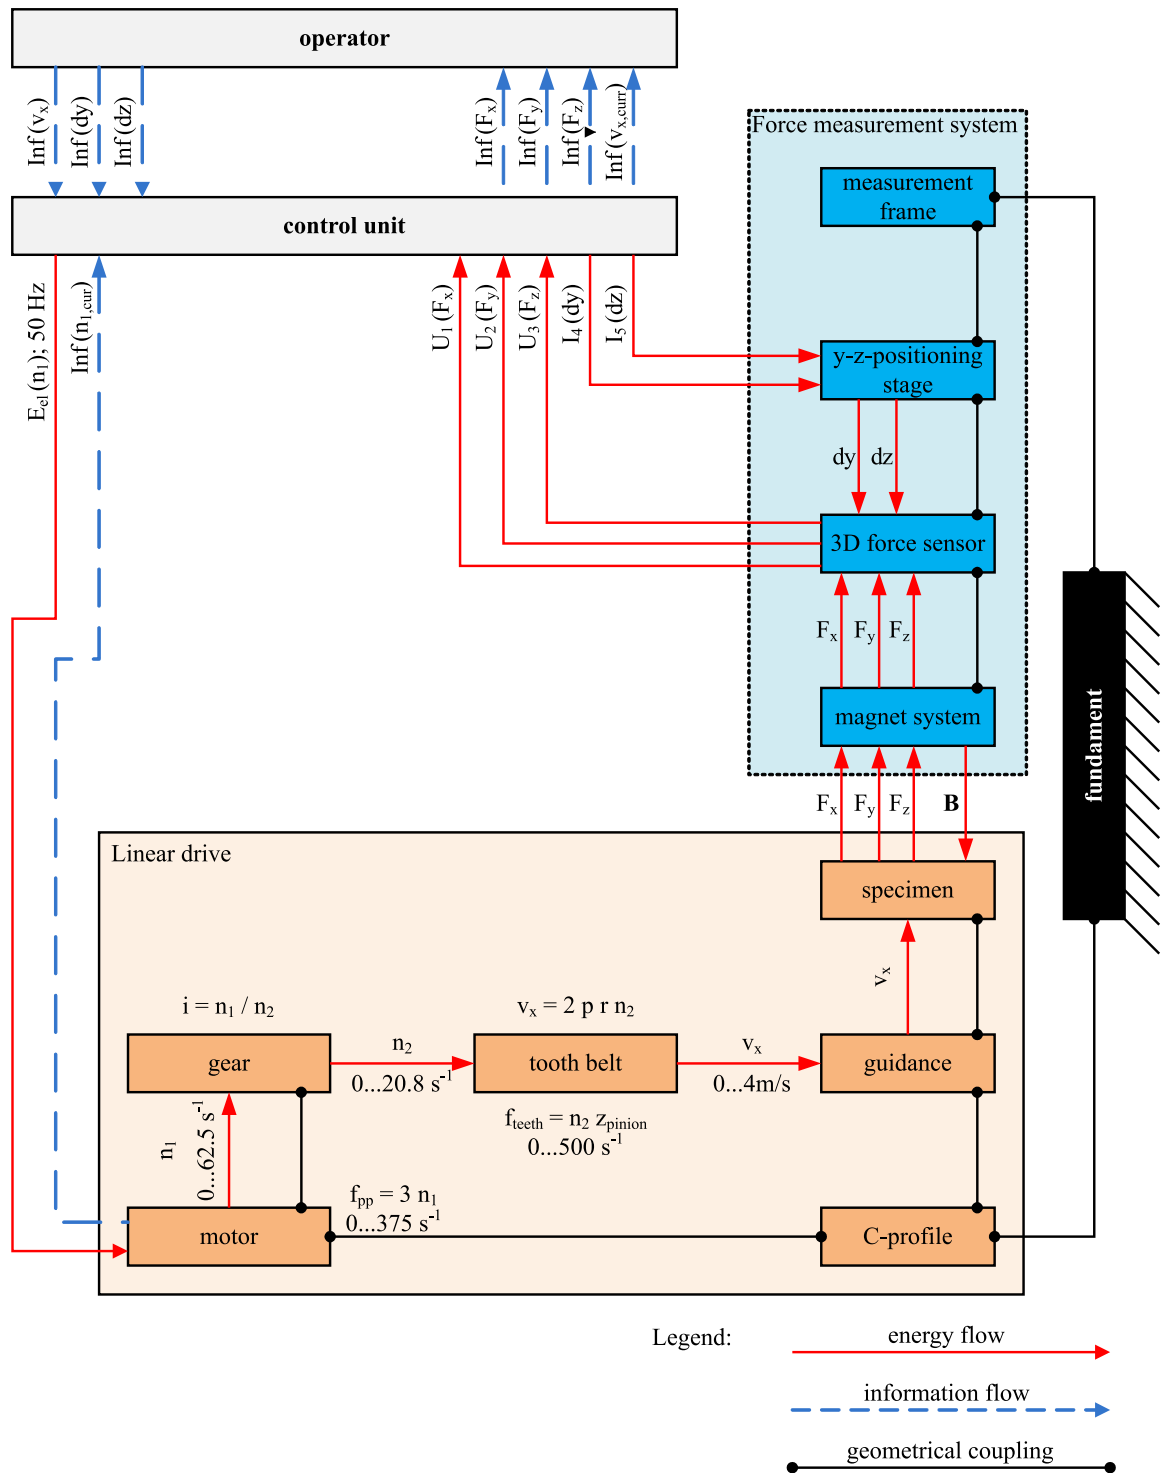 operator
Inf (vx)
Inf (dy)
Inf (dz)
Inf (Fx)
Inf (Fy)
Inf (Fz)
Inf (vx,curr)
control unit
Eel (n1); 50 Hz
Inf (n1,cur)
U1 (Fx)
U2 (Fy)
U3 (Fz)
I4 (dy)
I5 (dz)
Force measurement system
measurement
frame
y-z-positioning
stage
dy
dz
3D force sensor
Fx
Fy
Fz
magnet system
Fx
Fy
Fz
B
fundament
Linear drive
specimen
vx
i = n1 / n2
vx = 2 p r n2
gear
n2
0...20.8 s-1
tooth belt
vx
0...4m/s
guidance
fteeth = n2 zpinion
0...500 s-1
n1
0...62.5 s-1
fpp = 3 n1
0...375 s-1
motor
C-profile
Legend:
energy flow
information flow
geometrical coupling